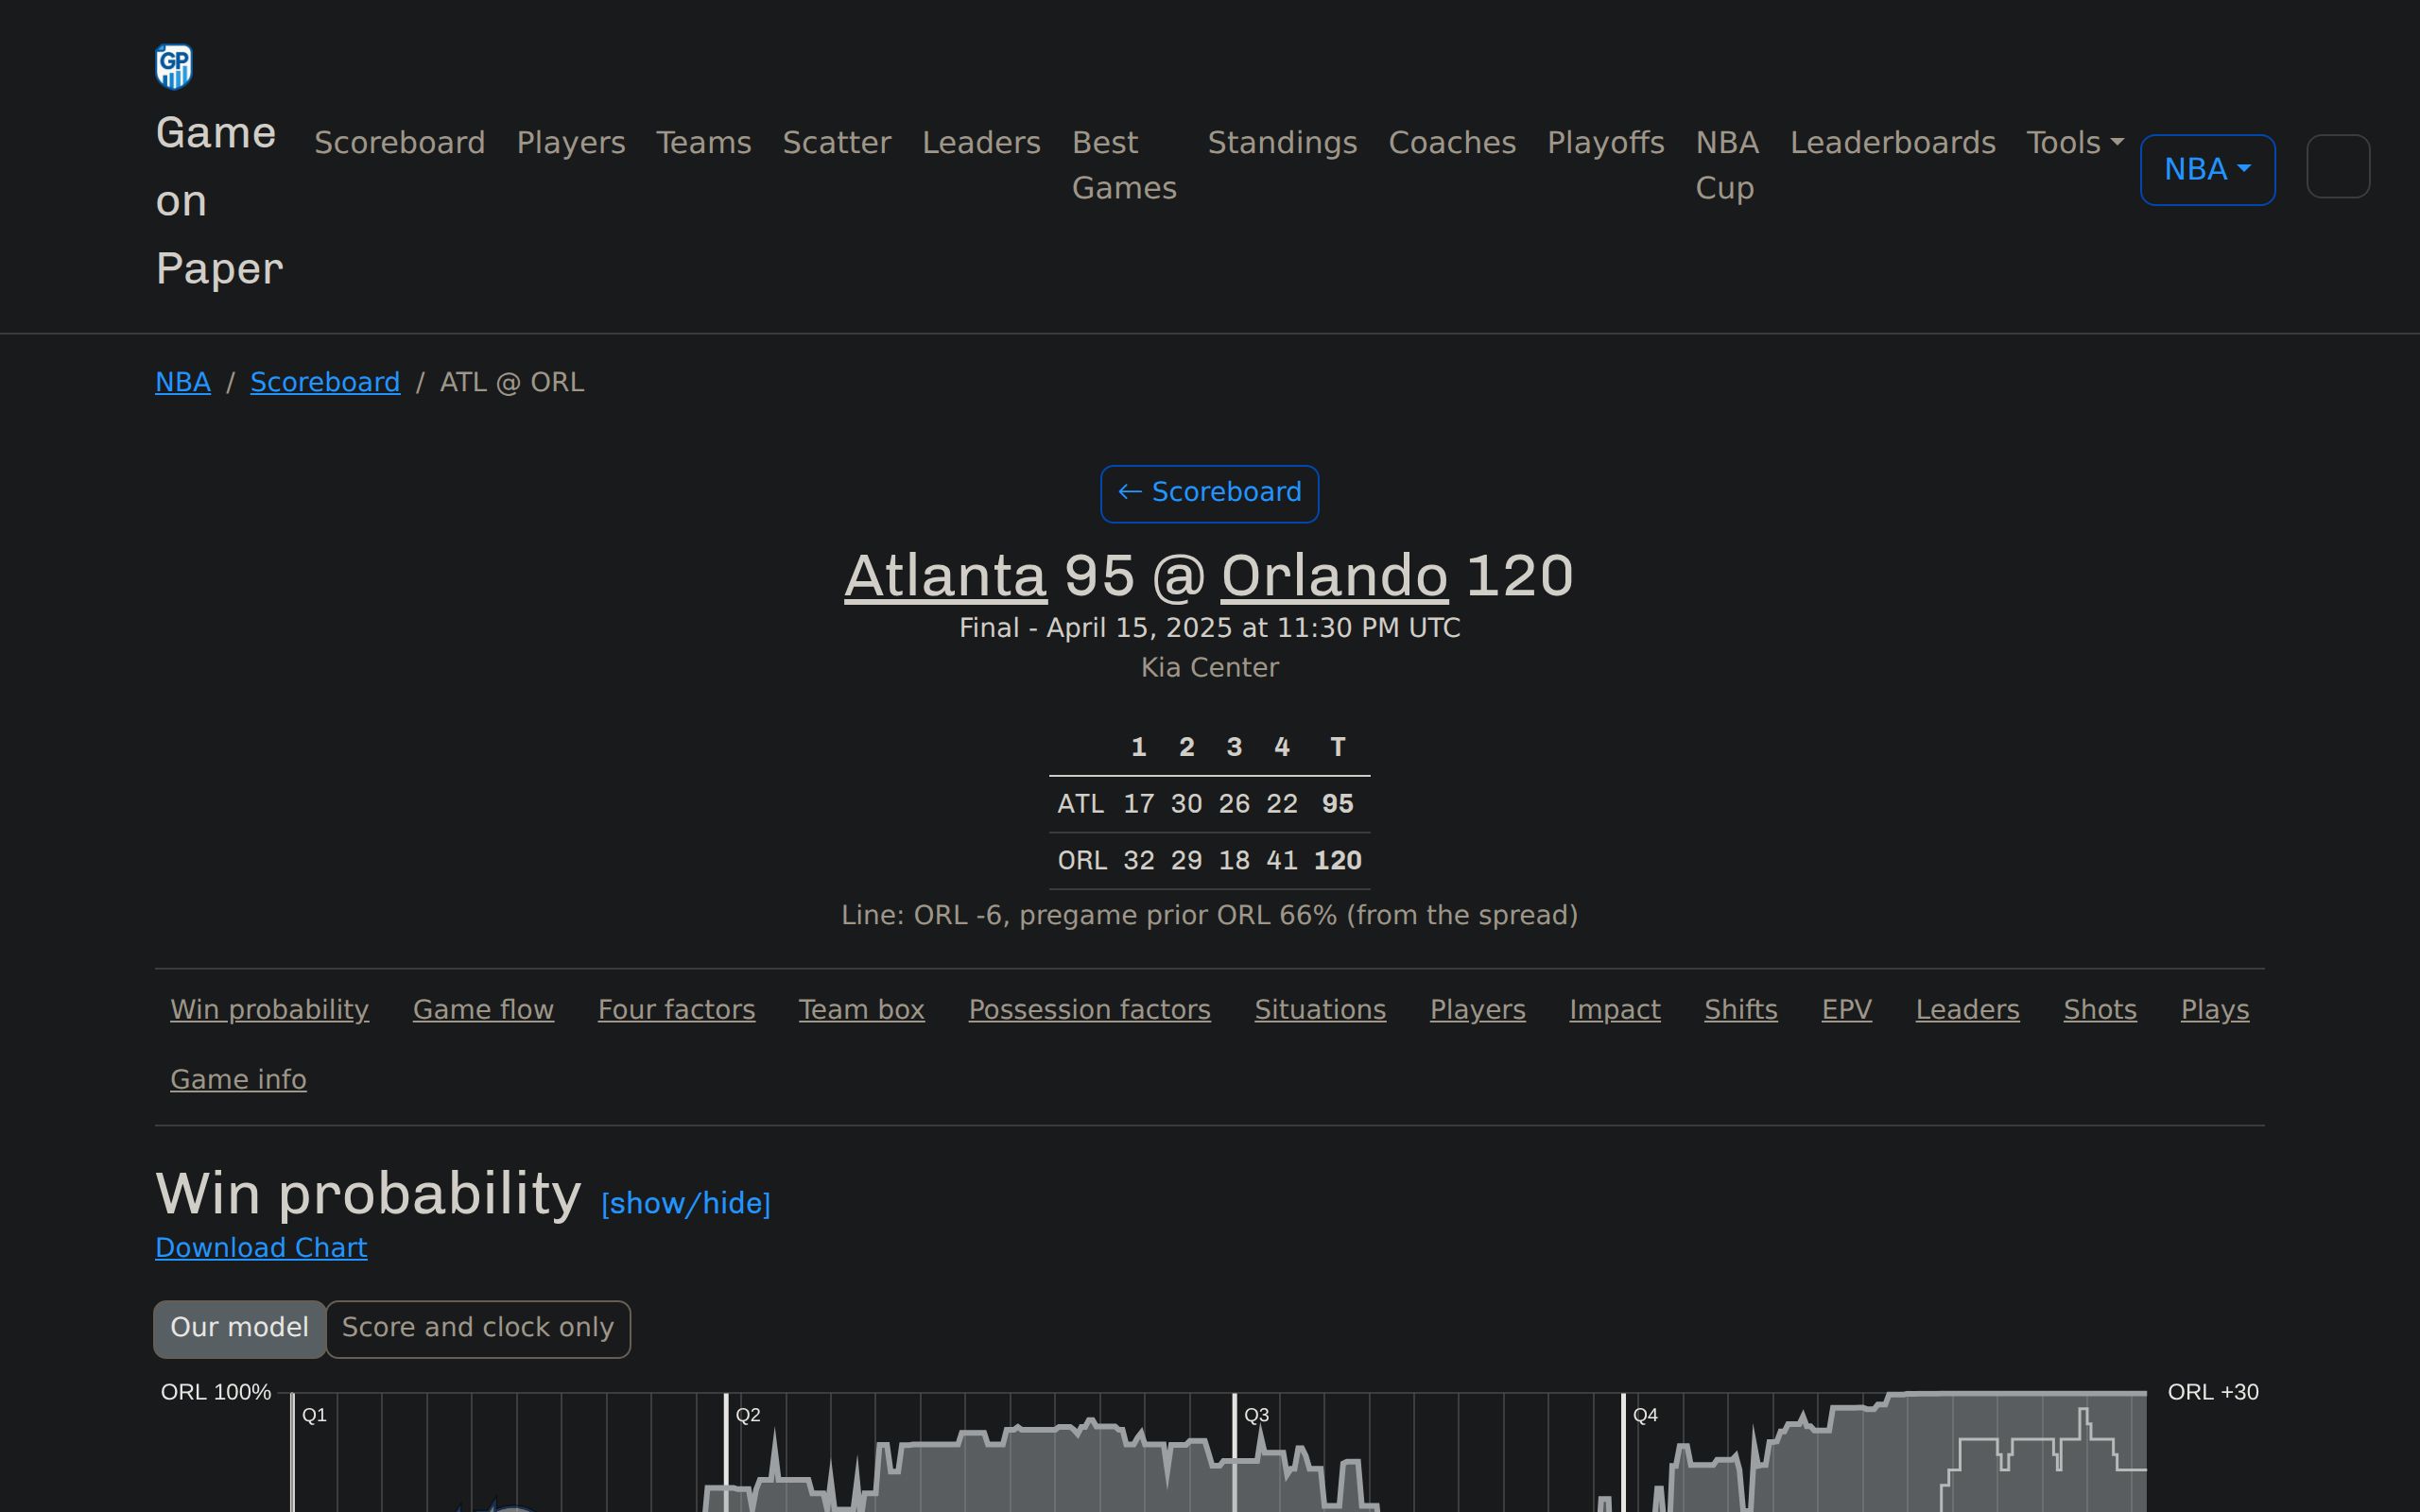 GP
Game on Paper
Scoreboard Players Teams Scatter Leaders Best Games Standings Coaches Playoffs NBA Cup Leaderboards Tools NBA
NBA / Scoreboard / ATL @ ORL
← Scoreboard
Atlanta 95 @ Orlando 120
Final - April 15, 2025 at 11:30 PM UTC
Kia Center
1 2 3 4 T
ATL 17 30 26 22 95
ORL 32 29 18 41 120
Line: ORL -6, pregame prior ORL 66% (from the spread)
Win probability Game flow Four factors Team box Possession factors Situations Players Impact Shifts EPV Leaders Shots Plays
Game info
Win probability [show/hide]
Download Chart
Our model Score and clock only
ORL 100% ORL +30
Q1 Q2 Q3 Q4